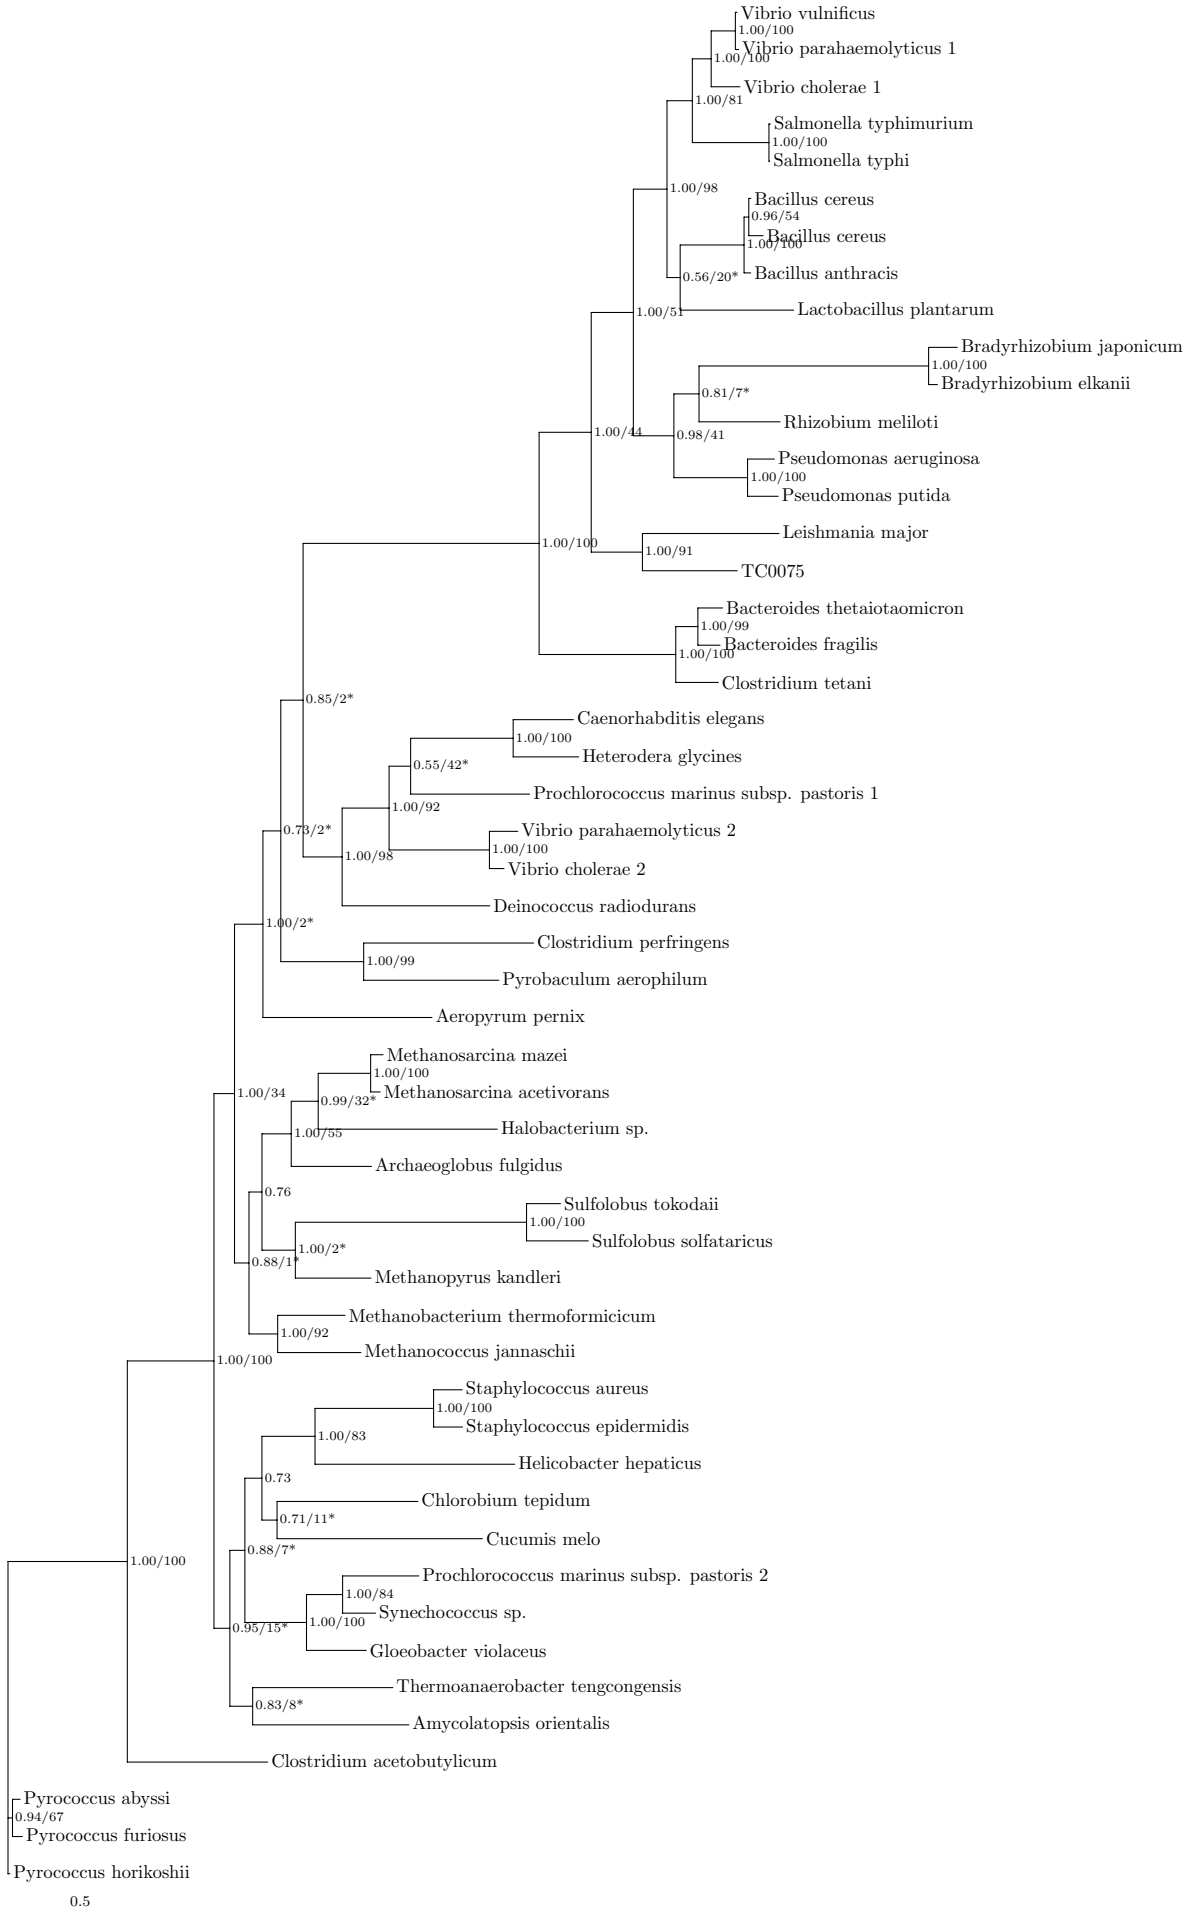 Vibrio vulnificus
1.00/100
Vibrio parahaemolyticus 1
1.00/100
Vibrio cholerae 1
1.00/81
Salmonella typhimurium
1.00/100
Salmonella typhi
1.00/98
Bacillus cereus
0.96/54
Bacillus cereus
1.00/100
Bacillus anthracis
0.56/20*
Lactobacillus plantarum
1.00/51
Bradyrhizobium japonicum
1.00/100
Bradyrhizobium elkanii
0.81/7*
Rhizobium meliloti
1.00/44
0.98/41
Pseudomonas aeruginosa
1.00/100
Pseudomonas putida
Leishmania major
1.00/100
1.00/91
TC0075
Bacteroides thetaiotaomicron
1.00/99
Bacteroides fragilis
1.00/100
Clostridium tetani
0.85/2*
Caenorhabditis elegans
1.00/100
Heterodera glycines
0.55/42*
Prochlorococcus marinus subsp. pastoris 1
1.00/92
Vibrio parahaemolyticus 2
0.73/2*
1.00/100
1.00/98
Vibrio cholerae 2
Deinococcus radiodurans
1.00/2*
Clostridium perfringens
1.00/99
Pyrobaculum aerophilum
Aeropyrum pernix
Methanosarcina mazei
1.00/100
1.00/34
Methanosarcina acetivorans
0.99/32*
Halobacterium sp.
1.00/55
Archaeoglobus fulgidus
0.76
Sulfolobus tokodaii
1.00/100
Sulfolobus solfataricus
1.00/2*
0.88/1*
Methanopyrus kandleri
Methanobacterium thermoformicicum
1.00/92
Methanococcus jannaschii
1.00/100
Staphylococcus aureus
1.00/100
Staphylococcus epidermidis
1.00/83
Helicobacter hepaticus
0.73
Chlorobium tepidum
0.71/11*
Cucumis melo
0.88/7*
1.00/100
Prochlorococcus marinus subsp. pastoris 2
1.00/84
Synechococcus sp.
1.00/100
0.95/15*
Gloeobacter violaceus
Thermoanaerobacter tengcongensis
0.83/8*
Amycolatopsis orientalis
Clostridium acetobutylicum
Pyrococcus abyssi
0.94/67
Pyrococcus furiosus
Pyrococcus horikoshii
0.5